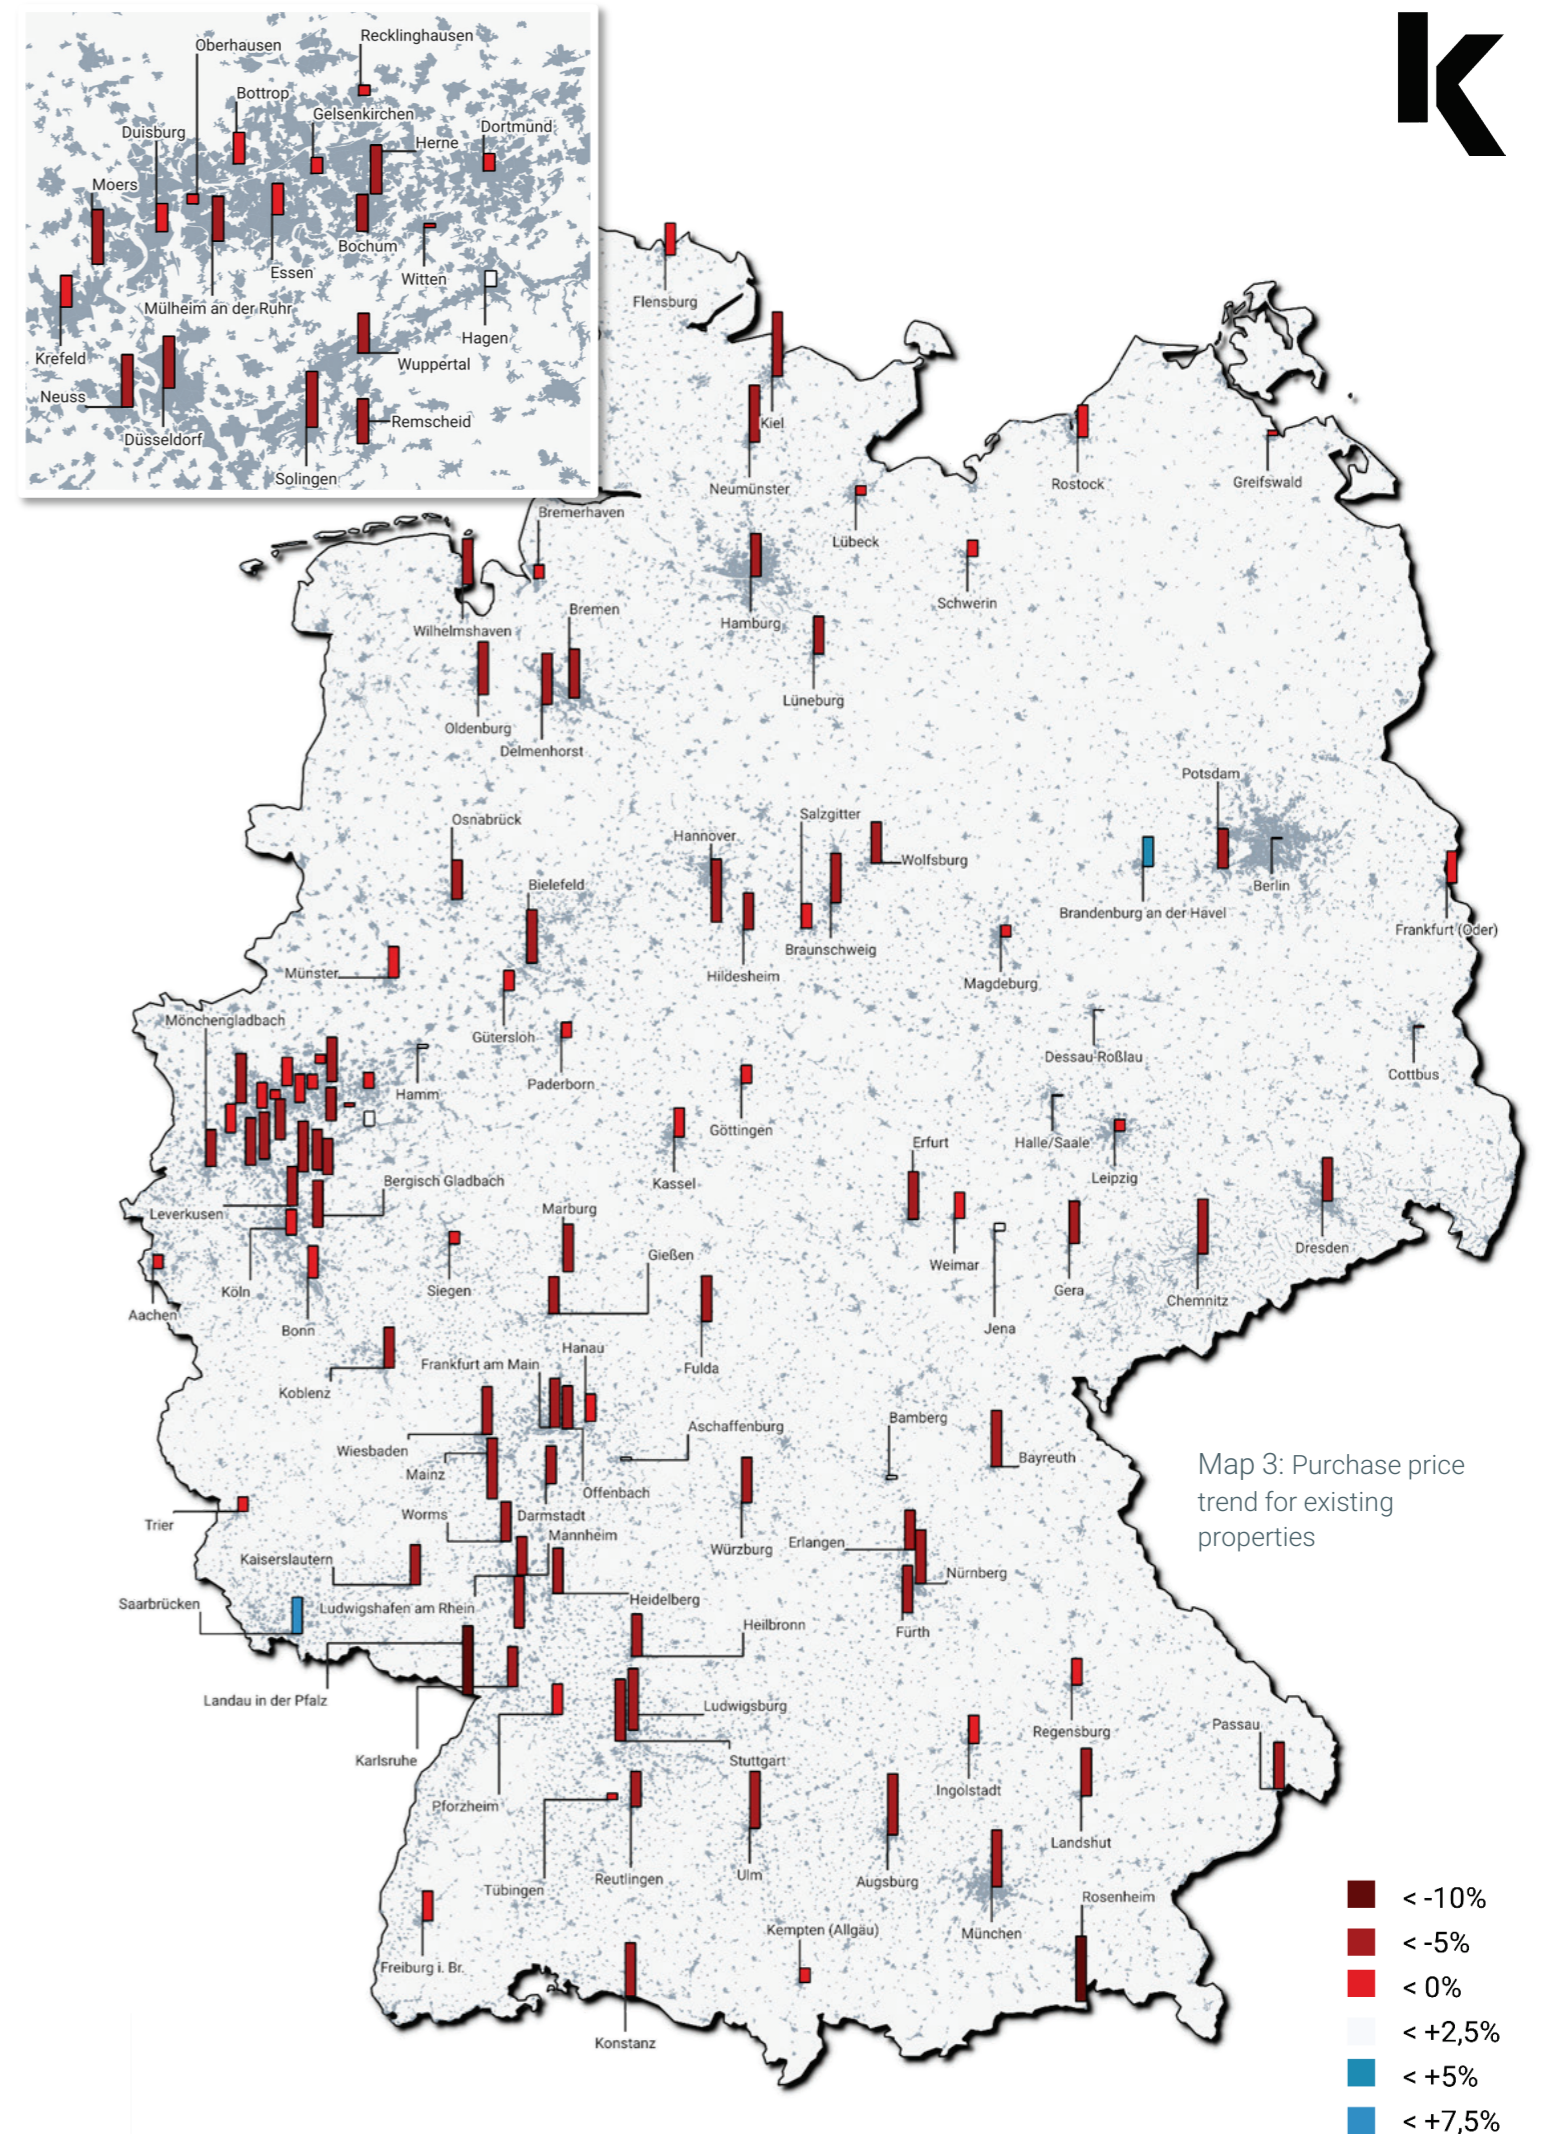 Recklinghausen
Oberhausen
Bottrop
Gelsenkirchen
Duisburg
Dortmund
Herne
Moers
Bochum
Essen
Witten
Mülheim an der Ruhr
Hagen
Krefeld
Wuppertal
Neuss
Remscheid
Düsseldorf
Solingen
K
Flensburg
Kiel
Neumünster
Rostock
Greifswald
Bremerhaven
Lübeck
Schwerin
Bremen
Hamburg
Wilhelmshaven
Lüneburg
Oldenburg
Delmenhorst
Potsdam
Salzgitter
Osnabrück
Hannover
Wolfsburg
Bielefeld
Berlin
Brandenburg an der Havel
Frankfurt (Oder)
Braunschweig
Hildesheim
Münster
Magdeburg
Mönchengladbach
Gütersloh
Dessau-Roßlau
Cottbus
Paderborn
Hamm
Göttingen
Erfurt
Halle/Saale
Leipzig
Kassel
Bergisch Gladbach
Marburg
Leverkusen
Gießen
Dresden
Weimar
Siegen
Köln
Gera
Chemnitz
Aachen
Bonn
Jena
Hanau
Frankfurt am Main
Fulda
Koblenz
Bamberg
Aschaffenburg
Wiesbaden
Bayreuth
Mainz
Map 3: Purchase price
trend for existing
properties
Offenbach
Worms
Darmstadt
Trier
Mannheim
Erlangen
Würzburg
Kaiserslautern
Nürnberg
Saarbrücken
Ludwigshafen am Rhein
Heidelberg
Heilbronn
Fürth
Landau in der Pfalz
Ludwigsburg
Passau
Regensburg
Karlsruhe
Stuttgart
Ingolstadt
Pforzheim
Landshut
Ulm
Reutlingen
Augsburg
Tübingen
Rosenheim
Kempten (Allgäu)
München
Freiburg i. Br.
Konstanz
< -10%
< -5%
< 0%
< +2,5%
< +5%
< +7,5%